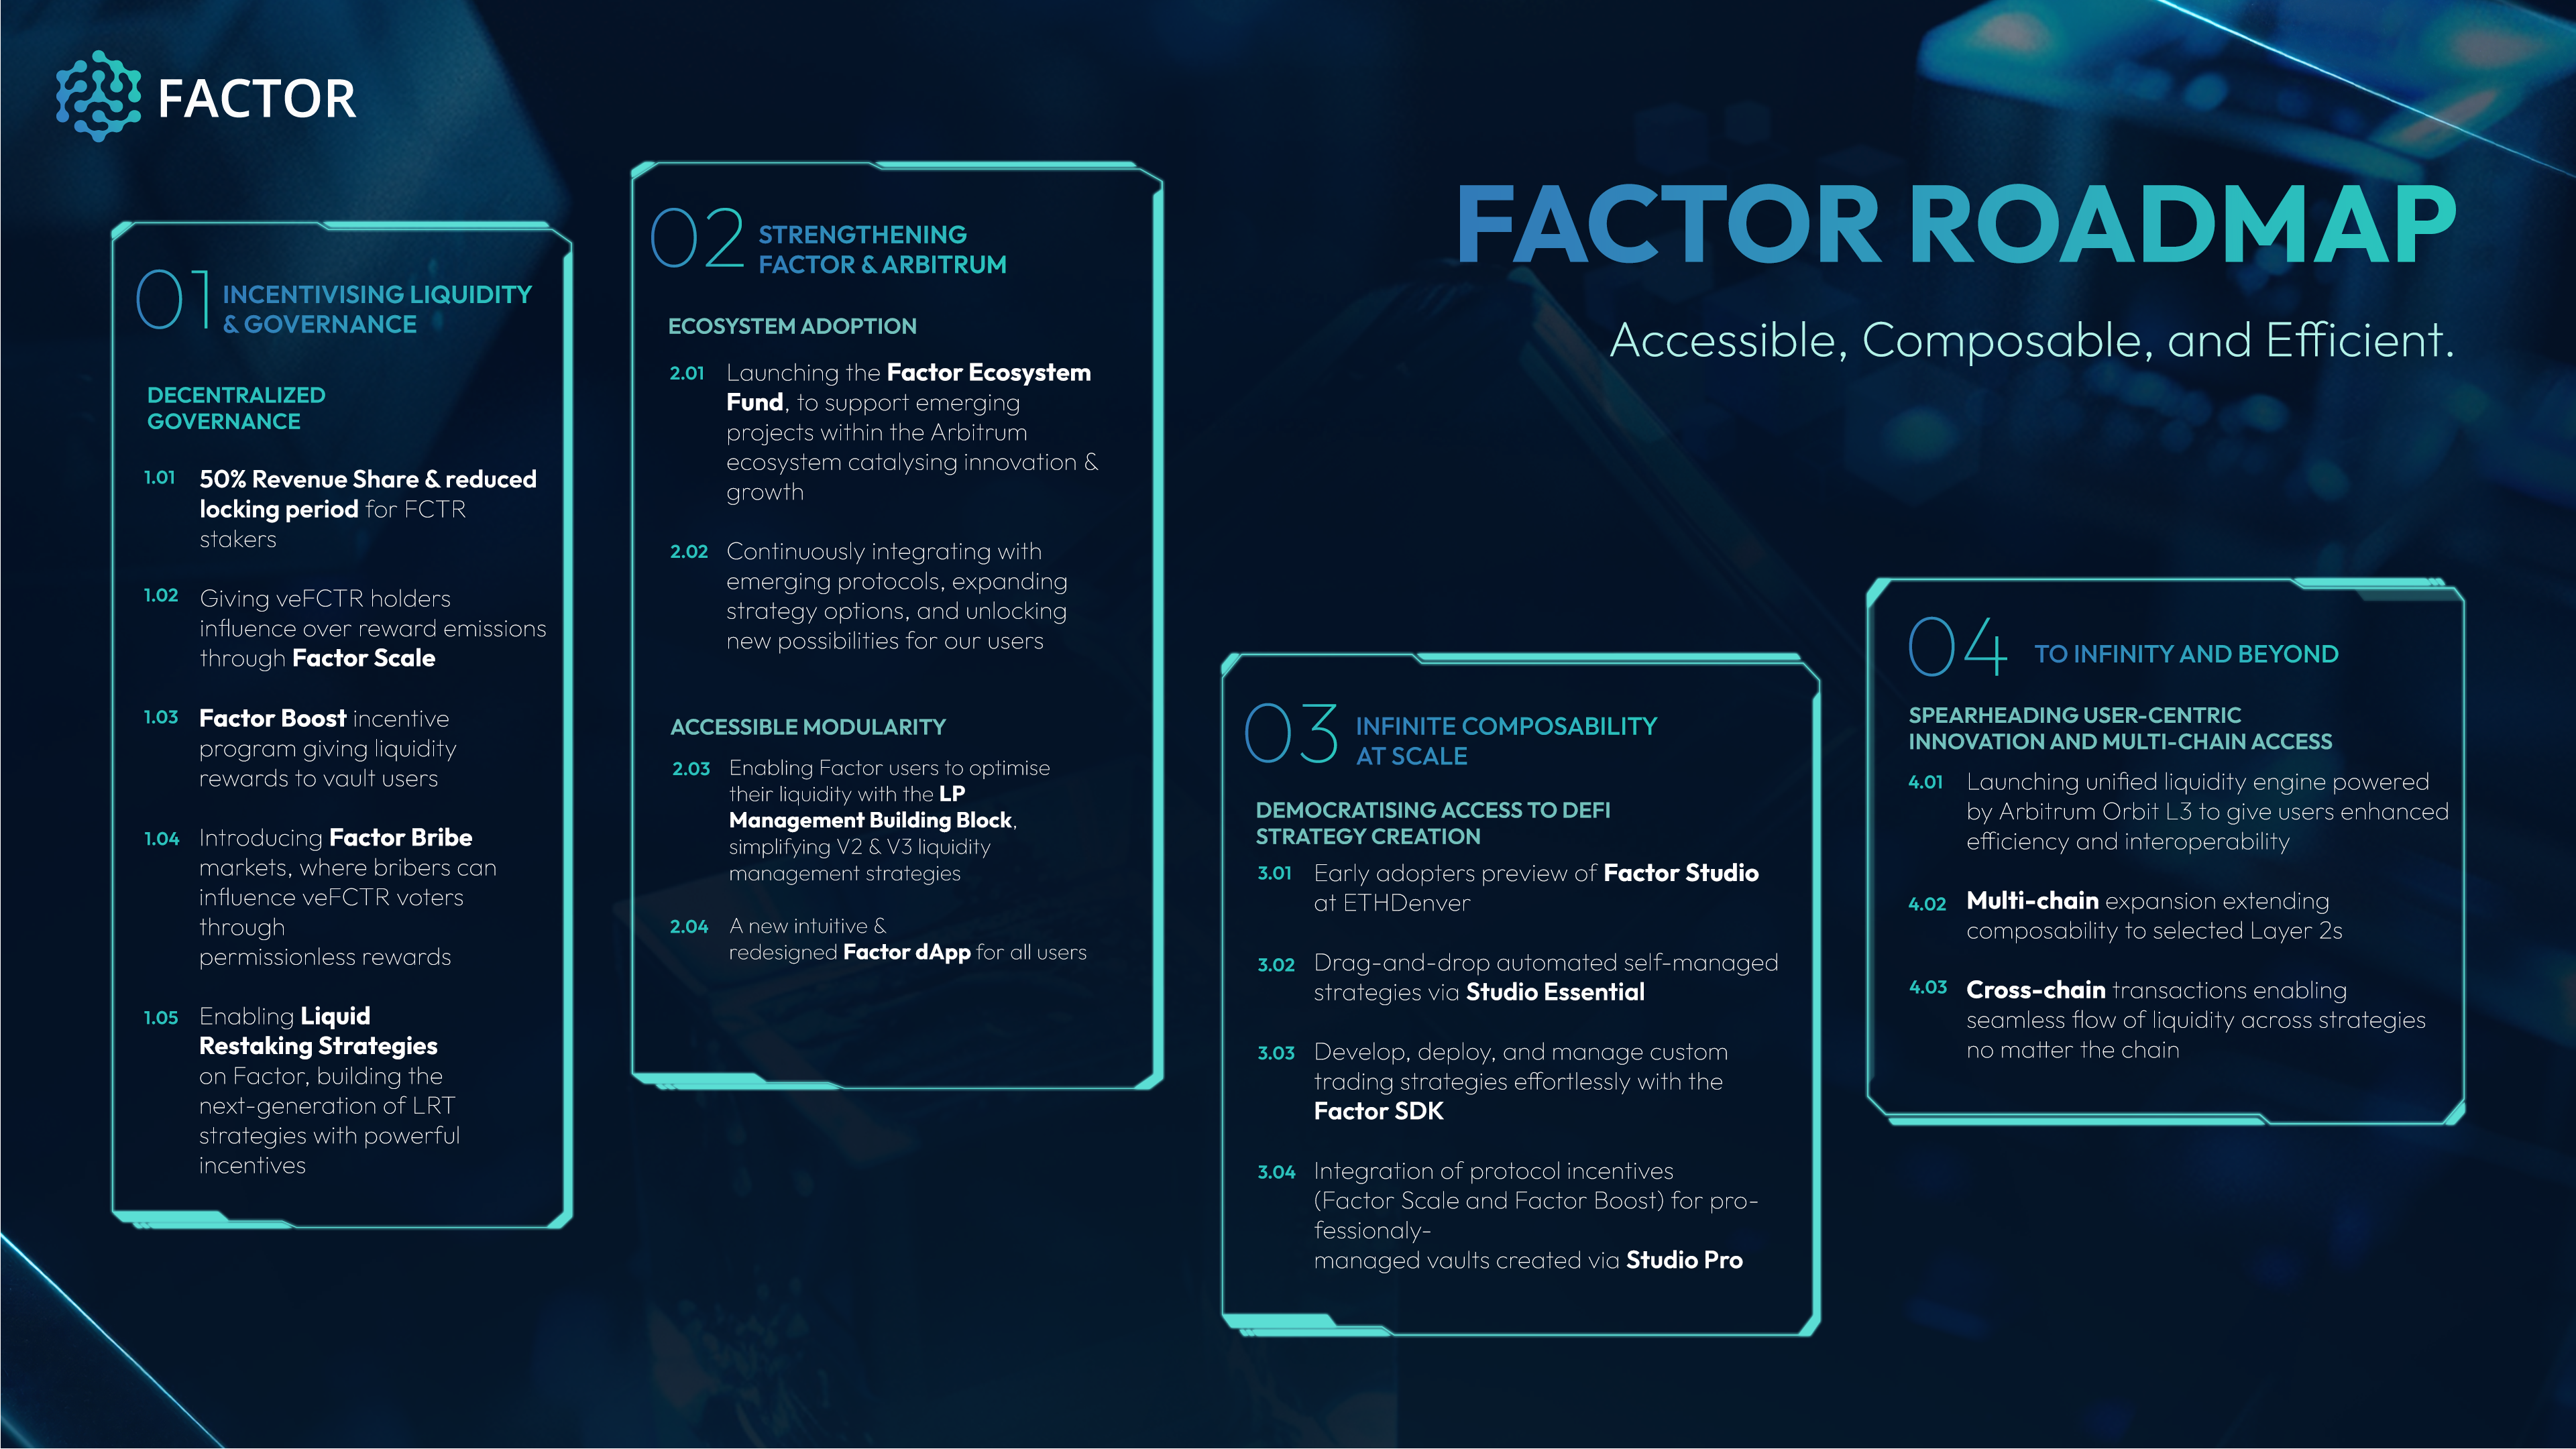 FACTOR
FACTOR ROADMAP
Accessible, Composable, and Efficient.
01 INCENTIVISING LIQUIDITY
& GOVERNANCE
DECENTRALIZED
GOVERNANCE
1.01 50% Revenue Share & reduced
locking period for FCTR
stakers
1.02 Giving veFCTR holders
influence over reward emissions
through Factor Scale
1.03 Factor Boost incentive
program giving liquidity
rewards to vault users
1.04 Introducing Factor Bribe
markets, where bribers can
influence veFCTR voters
through
permissionless rewards
1.05 Enabling Liquid
Restaking Strategies
on Factor, building the
next-generation of LRT
strategies with powerful
incentives
02 STRENGTHENING
FACTOR & ARBITRUM
ECOSYSTEM ADOPTION
2.01 Launching the Factor Ecosystem
Fund, to support emerging
projects within the Arbitrum
ecosystem catalysing innovation &
growth
2.02 Continuously integrating with
emerging protocols, expanding
strategy options, and unlocking
new possibilities for our users
ACCESSIBLE MODULARITY
2.03 Enabling Factor users to optimise
their liquidity with the LP
Management Building Block,
simplifying V2 & V3 liquidity
management strategies
2.04 A new intuitive &
redesigned Factor dApp for all users
03 INFINITE COMPOSABILITY
AT SCALE
DEMOCRATISING ACCESS TO DEFI
STRATEGY CREATION
3.01 Early adopters preview of Factor Studio
at ETHDenver
3.02 Drag-and-drop automated self-managed
strategies via Studio Essential
3.03 Develop, deploy, and manage custom
trading strategies effortlessly with the
Factor SDK
3.04 Integration of protocol incentives
(Factor Scale and Factor Boost) for pro-
fessionaly-
managed vaults created via Studio Pro
04 TO INFINITY AND BEYOND
SPEARHEADING USER-CENTRIC
INNOVATION AND MULTI-CHAIN ACCESS
4.01 Launching unified liquidity engine powered
by Arbitrum Orbit L3 to give users enhanced
efficiency and interoperability
4.02 Multi-chain expansion extending
composability to selected Layer 2s
4.03 Cross-chain transactions enabling
seamless flow of liquidity across strategies
no matter the chain